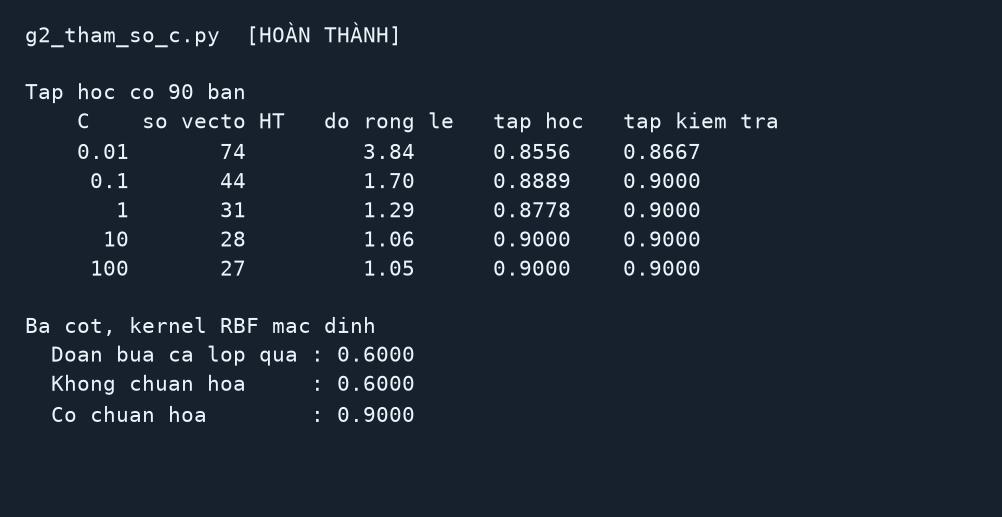 g2_tham_so_c.py  [HOÀN THÀNH]

Tap hoc co 90 ban
    C    so vecto HT   do rong le   tap hoc   tap kiem tra
    0.01       74         3.84      0.8556    0.8667
     0.1       44         1.70      0.8889    0.9000
       1       31         1.29      0.8778    0.9000
      10       28         1.06      0.9000    0.9000
     100       27         1.05      0.9000    0.9000

Ba cot, kernel RBF mac dinh
  Doan bua ca lop qua : 0.6000
  Khong chuan hoa     : 0.6000
  Co chuan hoa        : 0.9000